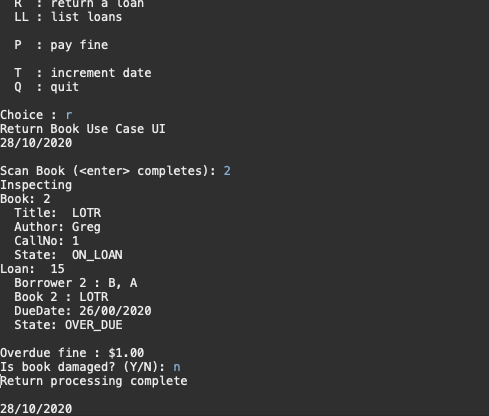 R : return a loan
LL : list loans
P : pay fine
T : increment date
Q : quit
Choice : r
Return Book Use Case UI
28/10/2020
Scan Book (<enter> completes): 2
Inspecting
Book: 2
Title: LOTR
Author: Greg
CallNo: 1
State: ON_LOAN
Loan: 15
Borrower 2 : B, A
Book 2 : LOTR
DueDate: 26/00/2020
State: OVER_DUE
Overdue fine : $1.00
Is book damaged? (Y/N): n
Return processing complete
28/10/2020